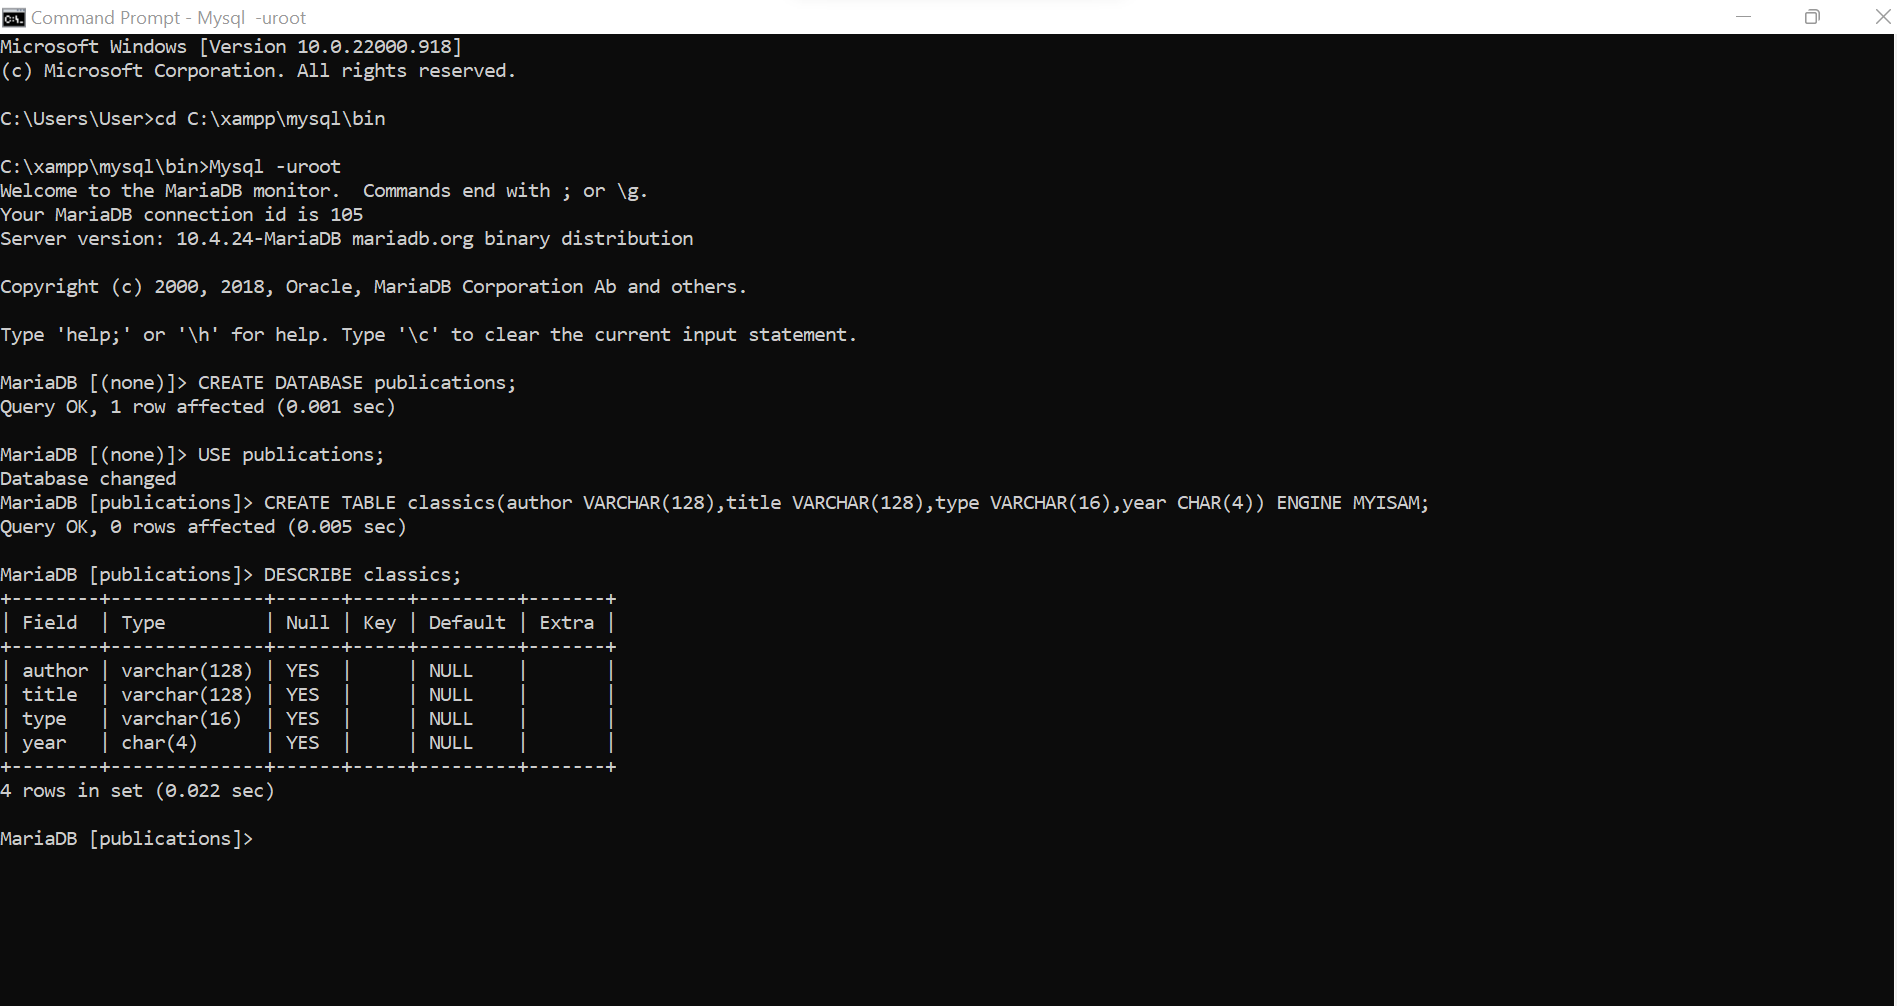 Command Prompt - Mysql  -uroot
Microsoft Windows [Version 10.0.22000.918]
(c) Microsoft Corporation. All rights reserved.
C:\Users\User>cd C:\xampp\mysql\bin
C:\xampp\mysql\bin>Mysql -uroot
Welcome to the MariaDB monitor.  Commands end with ; or \g.
Your MariaDB connection id is 105
Server version: 10.4.24-MariaDB mariadb.org binary distribution
Copyright (c) 2000, 2018, Oracle, MariaDB Corporation Ab and others.
Type 'help;' or '\h' for help. Type '\c' to clear the current input statement.
MariaDB [(none)]> CREATE DATABASE publications;
Query OK, 1 row affected (0.001 sec)
MariaDB [(none)]> USE publications;
Database changed
MariaDB [publications]> CREATE TABLE classics(author VARCHAR(128),title VARCHAR(128),type VARCHAR(16),year CHAR(4)) ENGINE MYISAM;
Query OK, 0 rows affected (0.005 sec)
MariaDB [publications]> DESCRIBE classics;
+--------+--------------+------+-----+---------+-------+
| Field  | Type         | Null | Key | Default | Extra |
+--------+--------------+------+-----+---------+-------+
| author | varchar(128) | YES  |     | NULL    |       |
| title  | varchar(128) | YES  |     | NULL    |       |
| type   | varchar(16)  | YES  |     | NULL    |       |
| year   | char(4)      | YES  |     | NULL    |       |
+--------+--------------+------+-----+---------+-------+
4 rows in set (0.022 sec)
MariaDB [publications]>